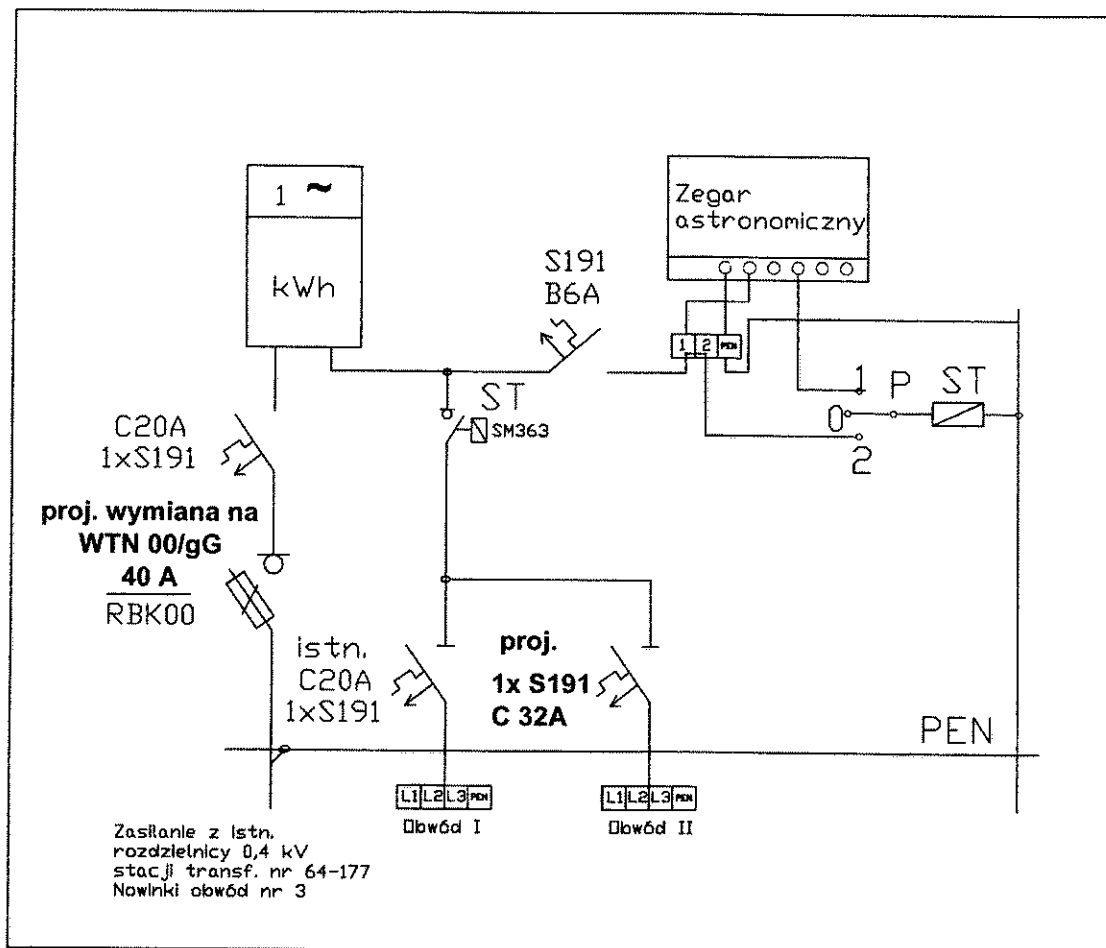 1 ~
kWh
Zegar
astronomiczny
S191
B6A
1 2 PEN
ST
SM363
1 P ST
0
2
C20A
1xS191
proj. wymiana na
WTN 00/gG
40 A
RBK00
istn.
C20A
1xS191
proj.
1x S191
C 32A
PEN
L1 L2 L3 PEN
Obwód I
L1 L2 L3 PEN
Obwód II
Zasilanie z istn.
rozdzielnicy 0,4 kV
stacji transf. nr 64-177
Nowinki obwód nr 3